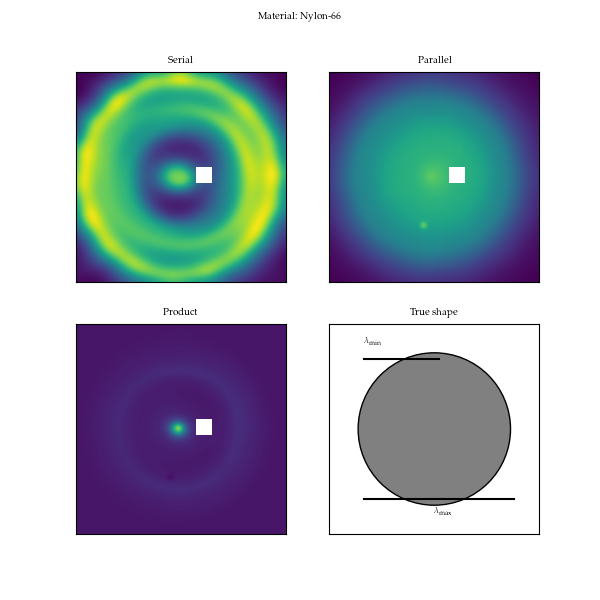 Material: Nylon-66
Serial
Parallel
Product
True shape
λmin
λmax